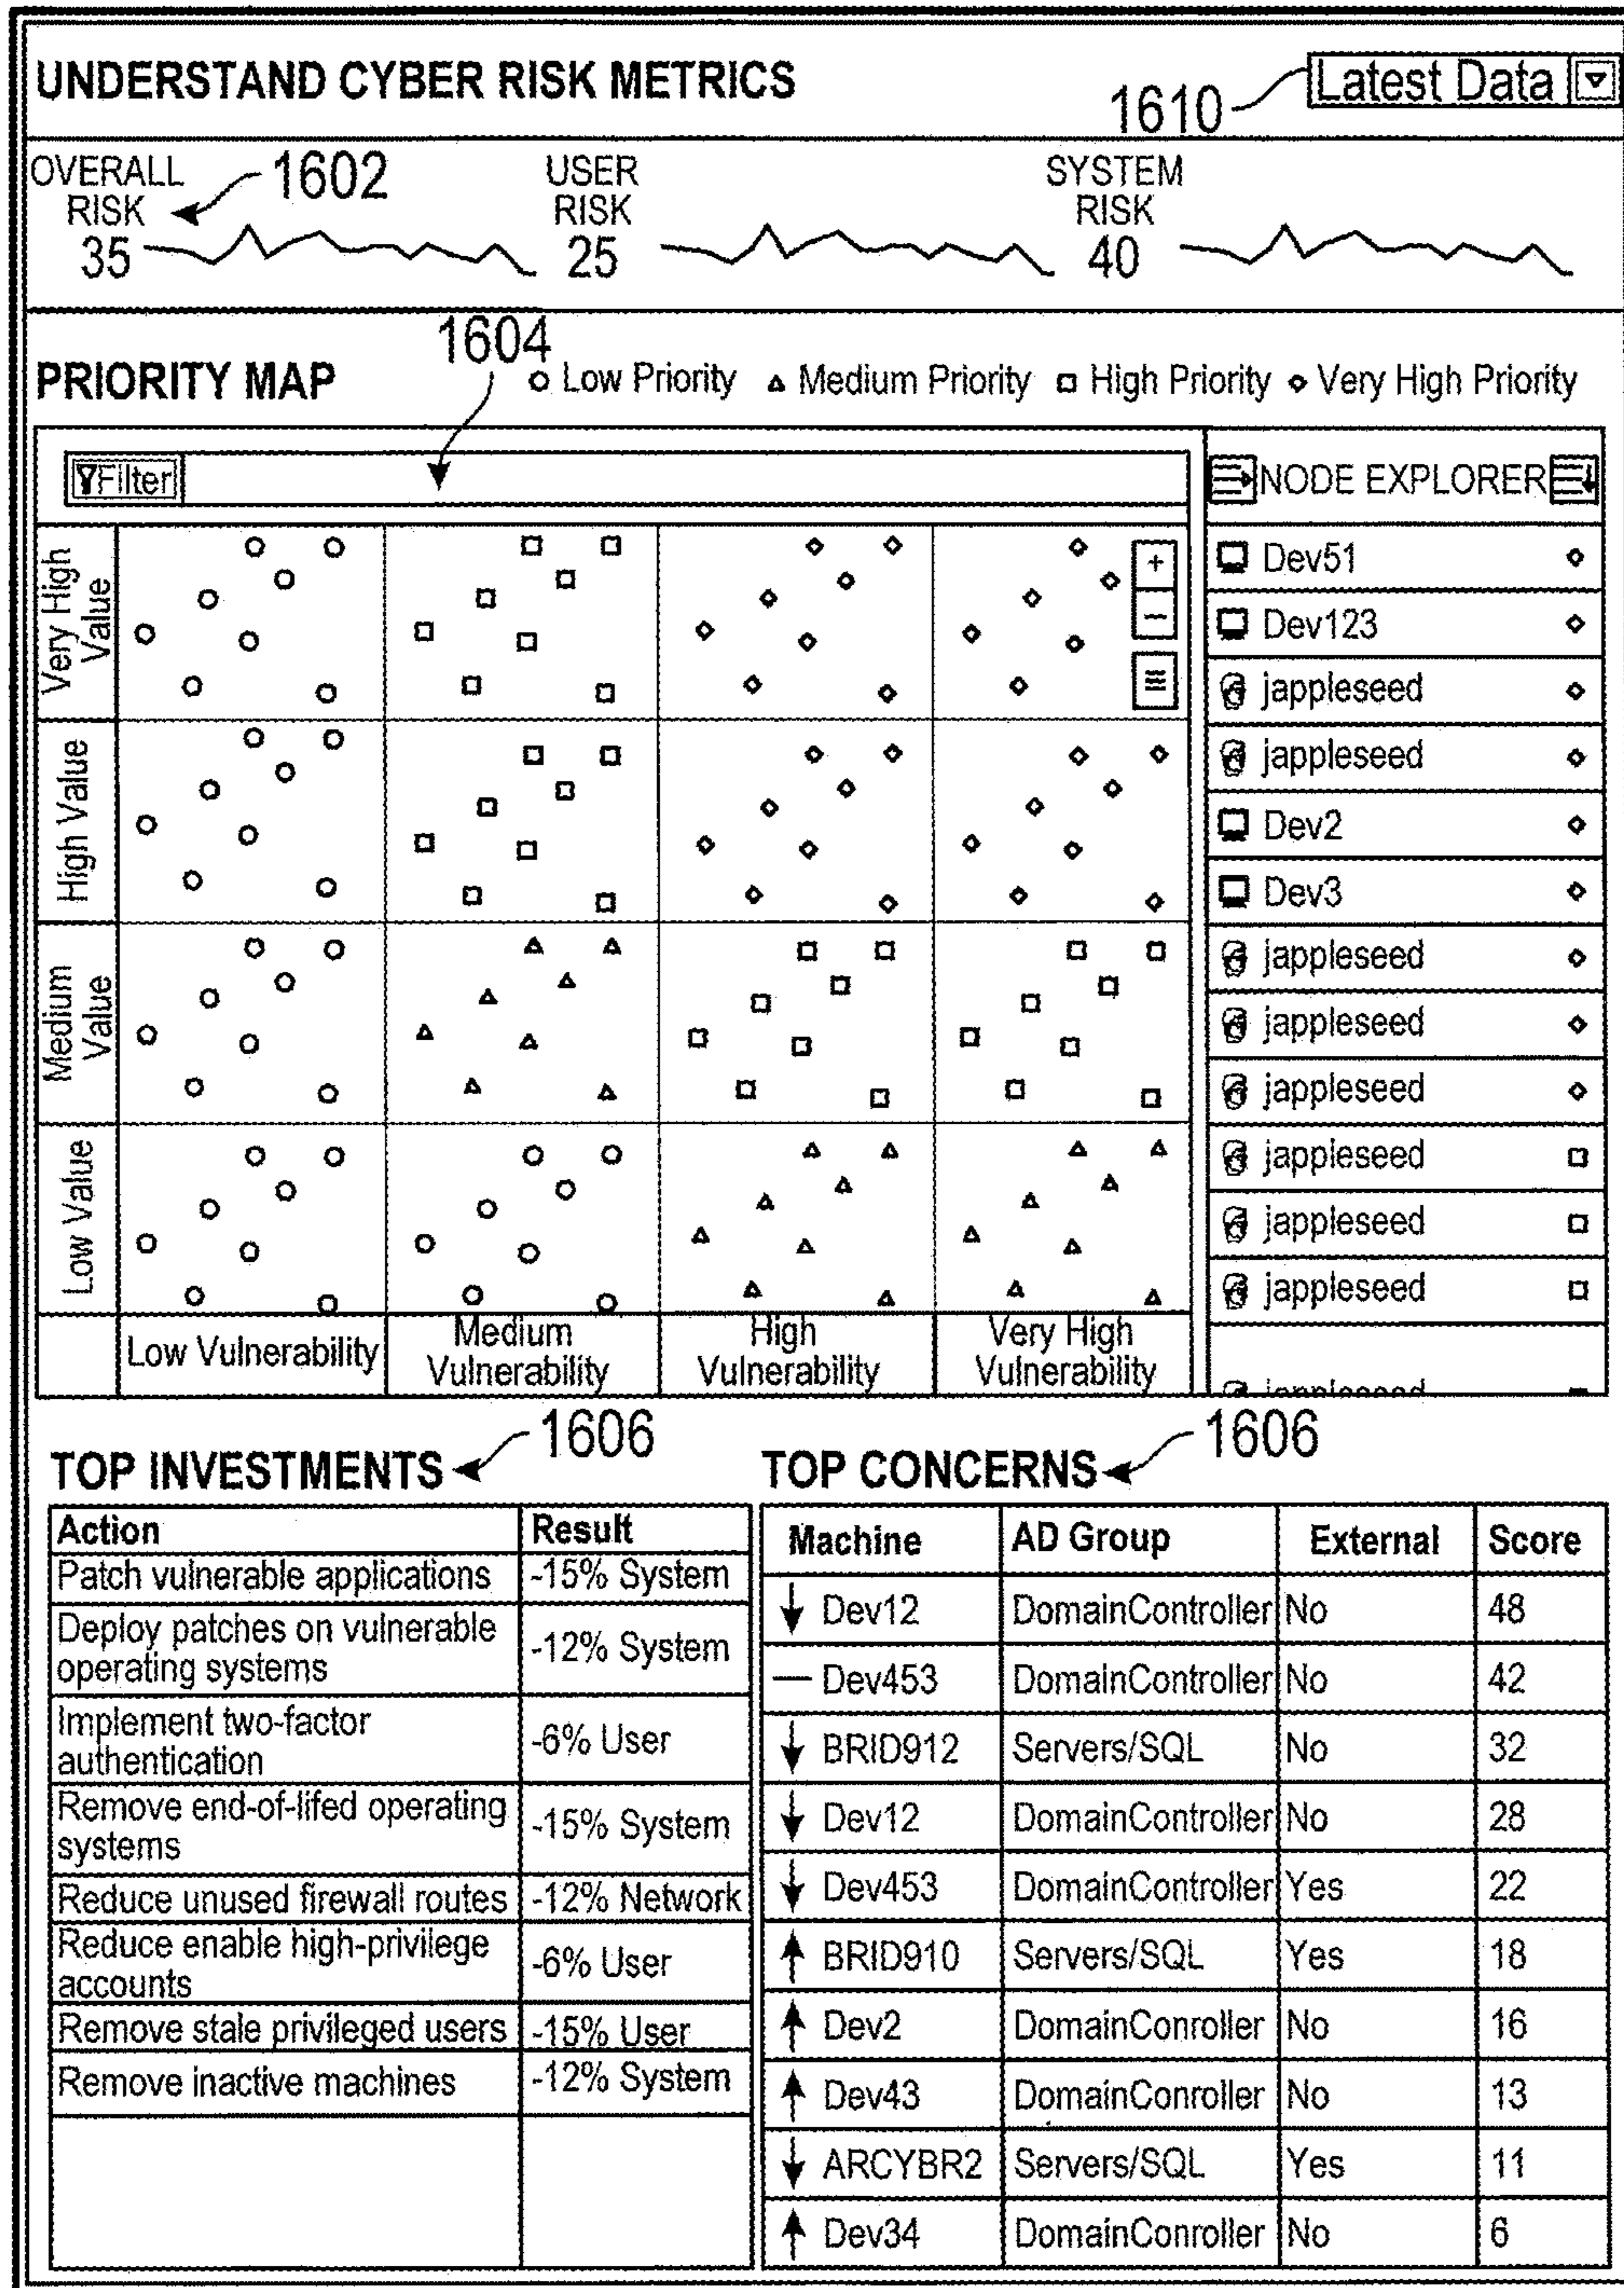 UNDERSTAND CYBER RISK METRICS
1610
Latest Data
OVERALL
RISK
35
1602
USER
RISK
25
SYSTEM
RISK
40
1604
PRIORITY MAP
Low Priority
Medium Priority
High Priority
Very High Priority
Filter
NODE EXPLORER
Very High
Value
High Value
Medium
Value
Low Value
+
−
Low Vulnerability
Medium
Vulnerability
High
Vulnerability
Very High
Vulnerability
Dev51
Dev123
jappleseed
jappleseed
Dev2
Dev3
jappleseed
jappleseed
jappleseed
jappleseed
jappleseed
jappleseed
TOP INVESTMENTS
1606
Action Result
Patch vulnerable applications -15% System
Deploy patches on vulnerable
operating systems
-12% System
Implement two-factor
authentication
-6% User
Remove end-of-lifed operating
systems
-15% System
Reduce unused firewall routes -12% Network
Reduce enable high-privilege
accounts
-6% User
Remove stale privileged users -15% User
Remove inactive machines -12% System
TOP CONCERNS
1606
Machine AD Group External Score
Dev12 DomainController No 48
Dev453 DomainController No 42
BRID912 Servers/SQL No 32
Dev12 DomainController No 28
Dev453 DomainController Yes 22
BRID910 Servers/SQL Yes 18
Dev2 DomainConroller No 16
Dev43 DomainConroller No 13
ARCYBR2 Servers/SQL Yes 11
Dev34 DomainConroller No 6